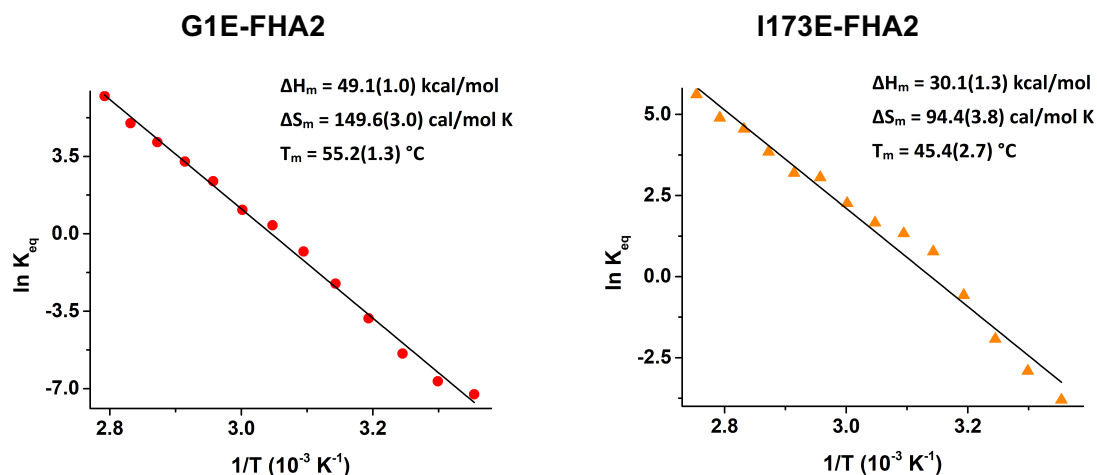 G1E-FHA2
ΔHₘ = 49.1(1.0) kcal/mol
ΔSₘ = 149.6(3.0) cal/mol K
Tₘ = 55.2(1.3) °C
3.5
0.0
-3.5
-7.0
ln K_eq
2.8
3.0
3.2
1/T (10⁻³ K⁻¹)
I173E-FHA2
ΔHₘ = 30.1(1.3) kcal/mol
ΔSₘ = 94.4(3.8) cal/mol K
Tₘ = 45.4(2.7) °C
5.0
2.5
0.0
-2.5
ln K_eq
2.8
3.0
3.2
1/T (10⁻³ K⁻¹)